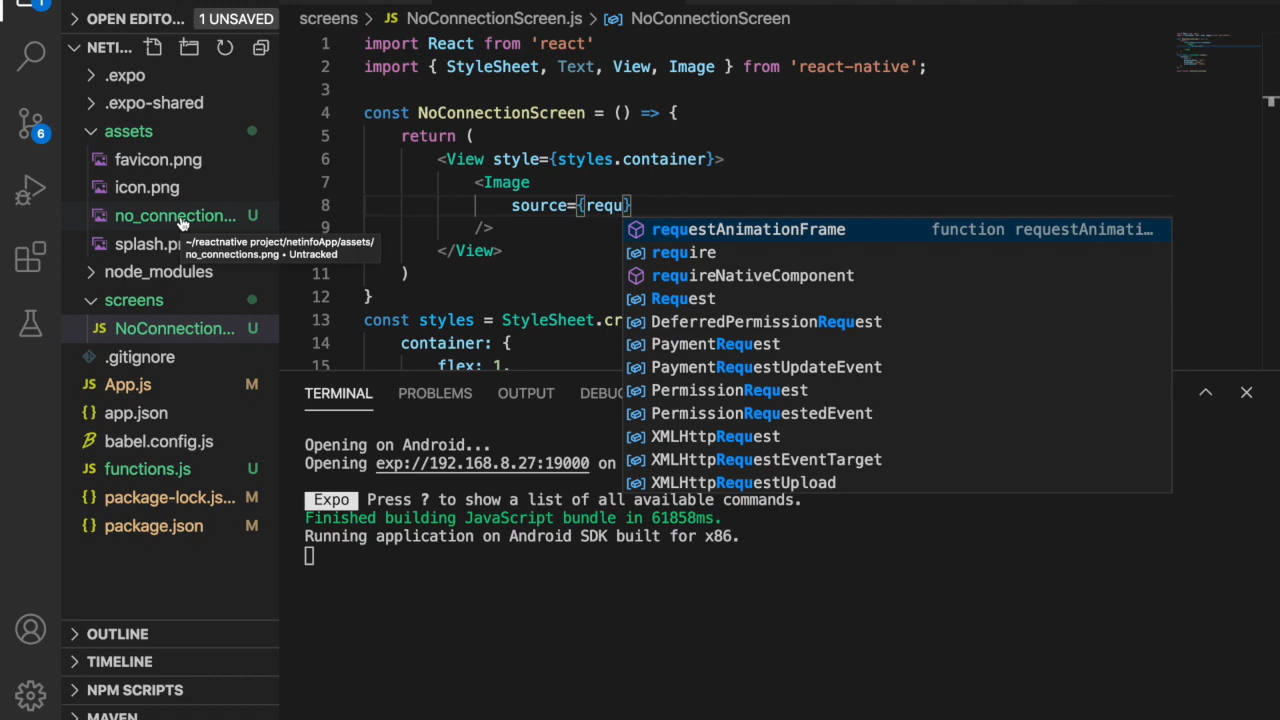 1
OPEN EDITO... 1 UNSAVED
NETI...
.expo
.expo-shared
assets
favicon.png
icon.png
no_connection... U
splash.pr
~/reactnative project/netinfoApp/assets/
no_connections.png • Untracked
node_modules
screens
JS NoConnection... U
.gitignore
JS App.js M
{} app.json
babel.config.js
JS functions.js U
{} package-lock.js... M
{} package.json M
OUTLINE
TIMELINE
NPM SCRIPTS
MAVEN
6
screens > JS NoConnectionScreen.js > NoConnectionScreen
1 import React from 'react'
2 import { StyleSheet, Text, View, Image } from 'react-native';
3
4 const NoConnectionScreen = () => {
5 return (
6 <View style={styles.container}>
7 <Image
8 source={requ}
9 />
</View>
11 )
12 }
13 const styles = StyleSheet.cr
14 container: {
15 flex: 1,
requestAnimationFrame function requestAnimati...
require
requireNativeComponent
Request
DeferredPermissionRequest
PaymentRequest
PaymentRequestUpdateEvent
PermissionRequest
PermissionRequestedEvent
XMLHttpRequest
XMLHttpRequestEventTarget
XMLHttpRequestUpload
TERMINAL PROBLEMS OUTPUT DEBU
Opening on Android...
Opening exp://192.168.8.27:19000 on
Expo Press ? to show a list of all available commands.
Finished building JavaScript bundle in 61858ms.
Running application on Android SDK built for x86.